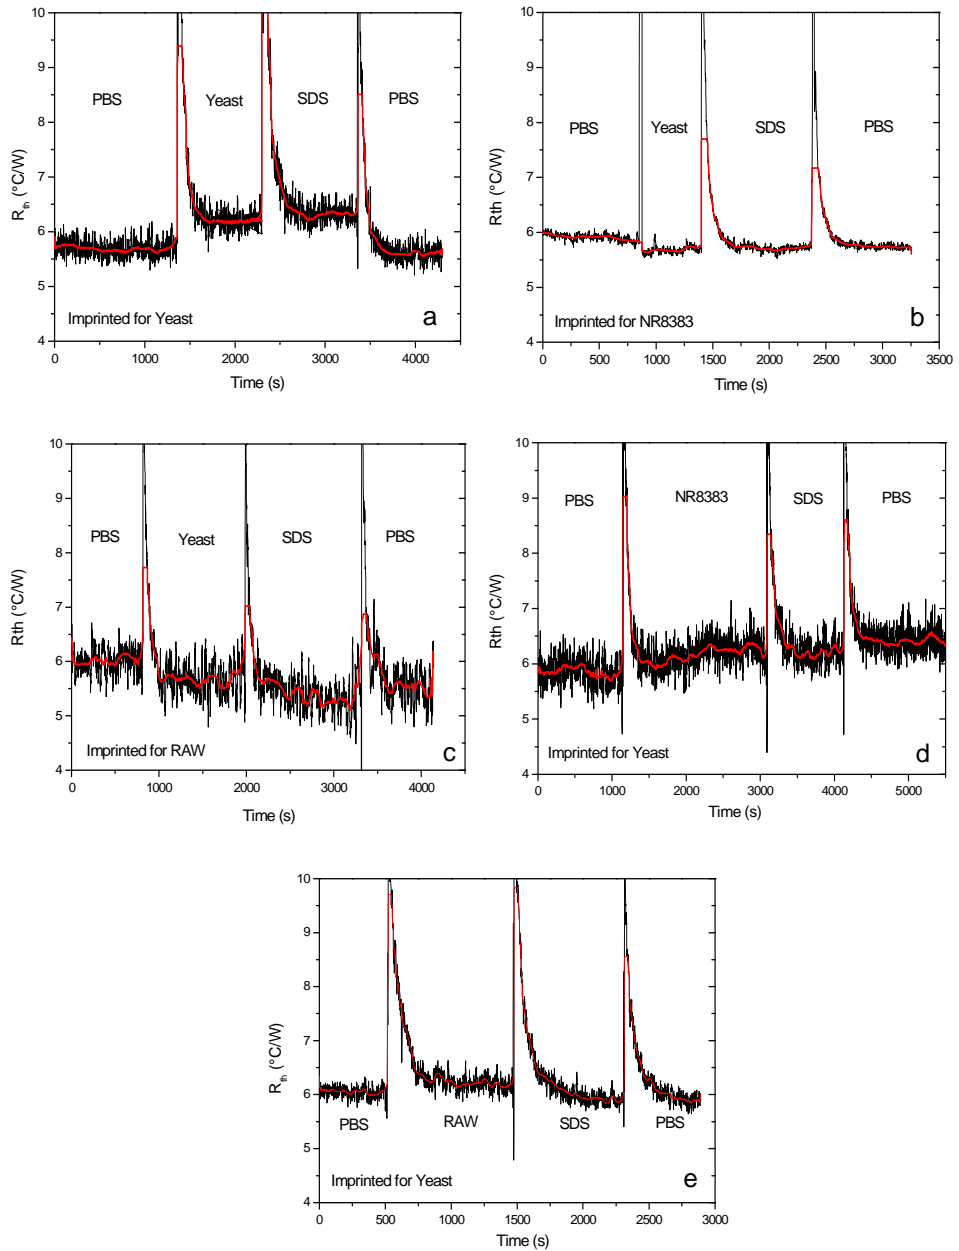 10
9
8
7
6
5
4
R_th (°C/W)
PBS
Yeast
SDS
PBS
Imprinted for Yeast
a
0 1000 2000 3000 4000
Time (s)
10
9
8
7
6
5
4
Rth (°C/W)
PBS
Yeast
SDS
PBS
Imprinted for NR8383
b
0 500 1000 1500 2000 2500 3000 3500
Time (s)
10
9
8
7
6
5
4
Rth (°C/W)
PBS
Yeast
SDS
PBS
Imprinted for RAW
c
0 1000 2000 3000 4000
Time (s)
10
9
8
7
6
5
4
Rth (°C/W)
PBS
NR8383
SDS
PBS
Imprinted for Yeast
d
0 1000 2000 3000 4000 5000
Time (s)
10
9
8
7
6
5
4
R_th (°C/W)
PBS
RAW
SDS
PBS
Imprinted for Yeast
e
0 500 1000 1500 2000 2500 3000
Time (s)